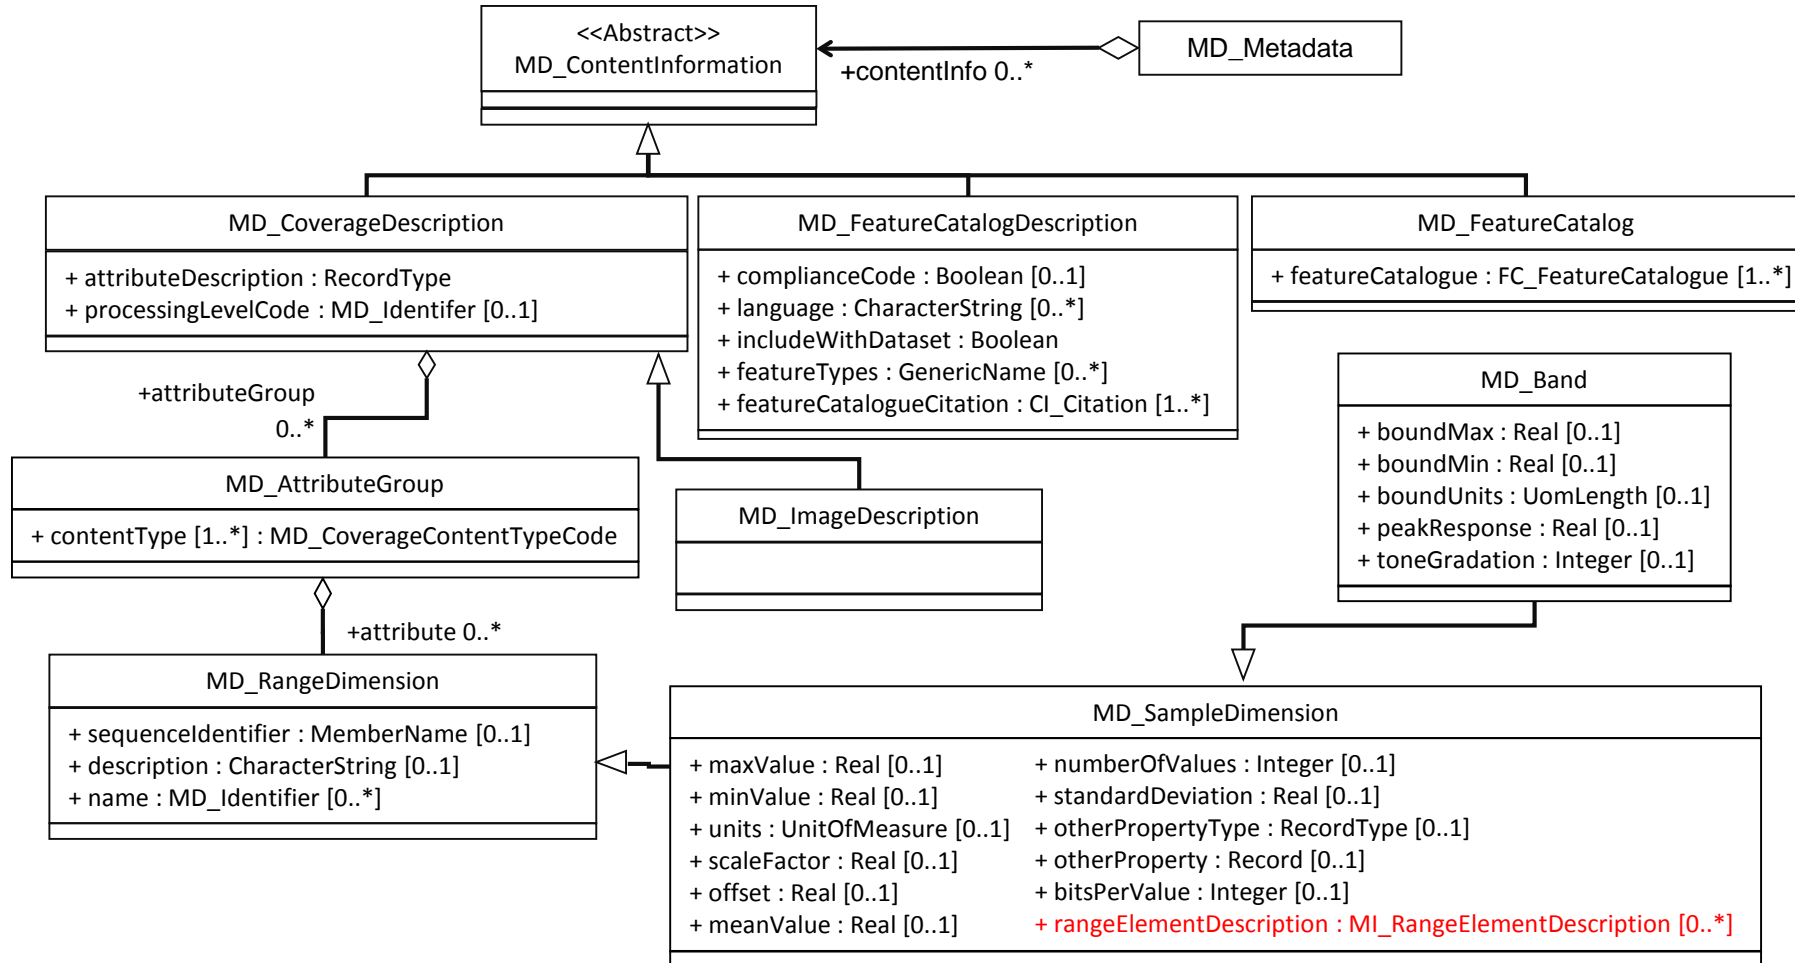 <<Abstract>>
MD_ContentInformation
MD_Metadata
+contentInfo 0..*
MD_CoverageDescription
+ attributeDescription : RecordType
+ processingLevelCode : MD_Identifer [0..1]
MD_FeatureCatalogDescription
+ complianceCode : Boolean [0..1]
+ language : CharacterString [0..*]
+ includeWithDataset : Boolean
+ featureTypes : GenericName [0..*]
+ featureCatalogueCitation : CI_Citation [1..*]
MD_FeatureCatalog
+ featureCatalogue : FC_FeatureCatalogue [1..*]
+attributeGroup
0..*
MD_Band
+ boundMax : Real [0..1]
+ boundMin : Real [0..1]
+ boundUnits : UomLength [0..1]
+ peakResponse : Real [0..1]
+ toneGradation : Integer [0..1]
MD_AttributeGroup
+ contentType [1..*] : MD_CoverageContentTypeCode
MD_ImageDescription
+attribute 0..*
MD_RangeDimension
+ sequenceIdentifier : MemberName [0..1]
+ description : CharacterString [0..1]
+ name : MD_Identifier [0..*]
MD_SampleDimension
+ maxValue : Real [0..1]
+ minValue : Real [0..1]
+ units : UnitOfMeasure [0..1]
+ scaleFactor : Real [0..1]
+ offset : Real [0..1]
+ meanValue : Real [0..1]
+ numberOfValues : Integer [0..1]
+ standardDeviation : Real [0..1]
+ otherPropertyType : RecordType [0..1]
+ otherProperty : Record [0..1]
+ bitsPerValue : Integer [0..1]
+ rangeElementDescription : MI_RangeElementDescription [0..*]